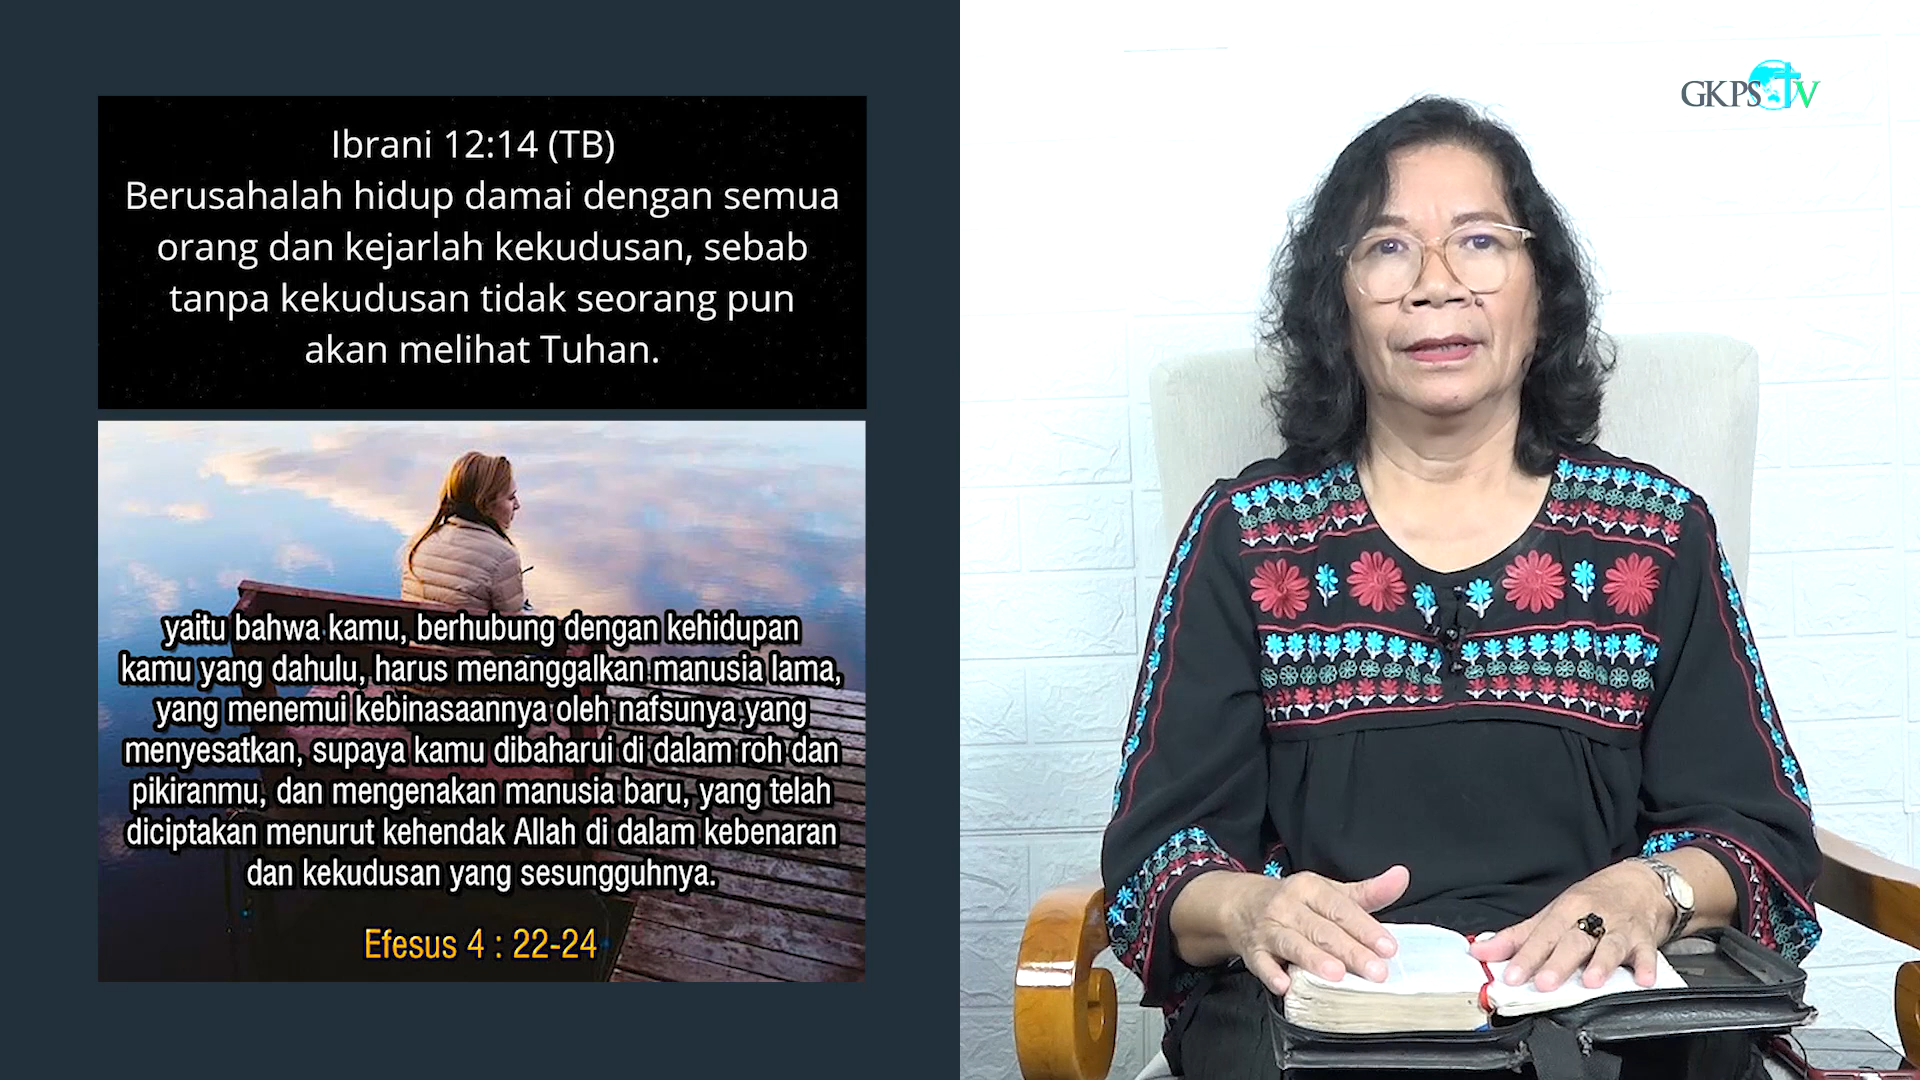 Ibrani 12:14 (TB)
Berusahalah hidup damai dengan semua
orang dan kejarlah kekudusan, sebab
tanpa kekudusan tidak seorang pun
akan melihat Tuhan.
yaitu bahwa kamu, berhubung dengan kehidupan
kamu yang dahulu, harus menanggalkan manusia lama,
yang menemui kebinasaannya oleh nafsunya yang
menyesatkan, supaya kamu dibaharui di dalam roh dan
pikiranmu, dan mengenakan manusia baru, yang telah
diciptakan menurut kehendak Allah di dalam kebenaran
dan kekudusan yang sesungguhnya.
Efesus 4 : 22-24
GKPS TV